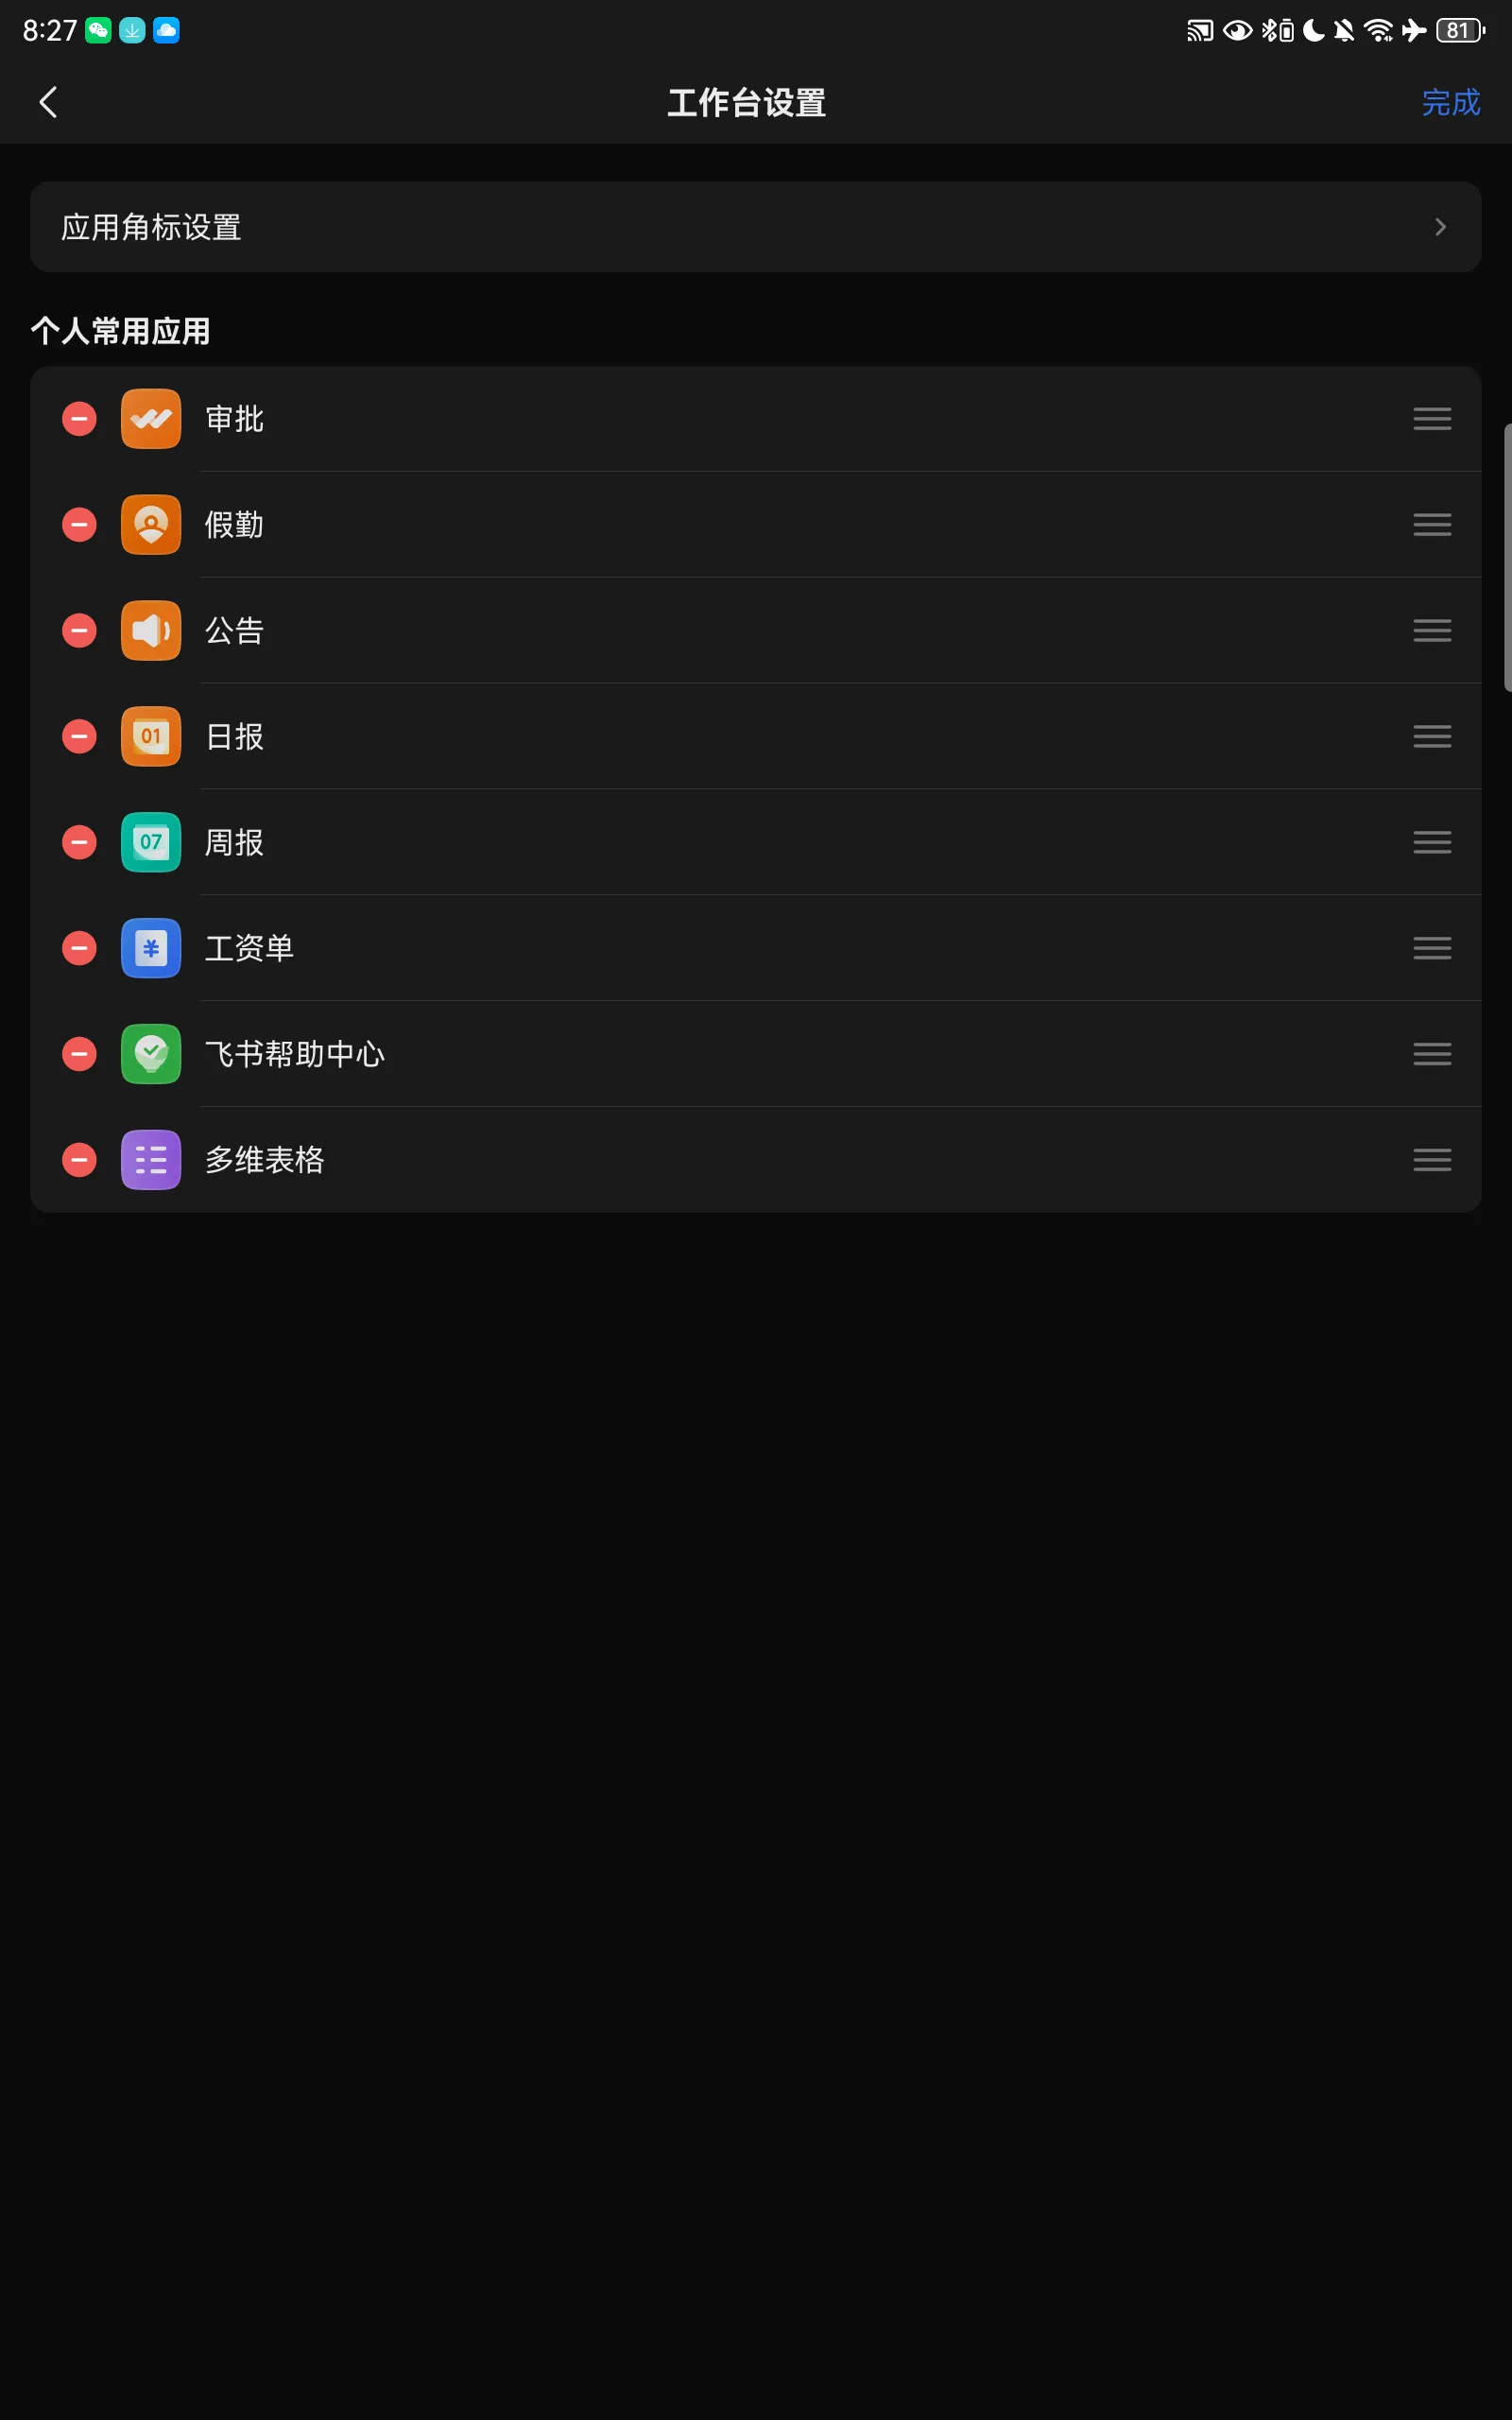 8:27
81
工作台设置
完成
应用角标设置
个人常用应用
审批
假勤
公告
01
日报
07
周报
¥
工资单
飞书帮助中心
多维表格